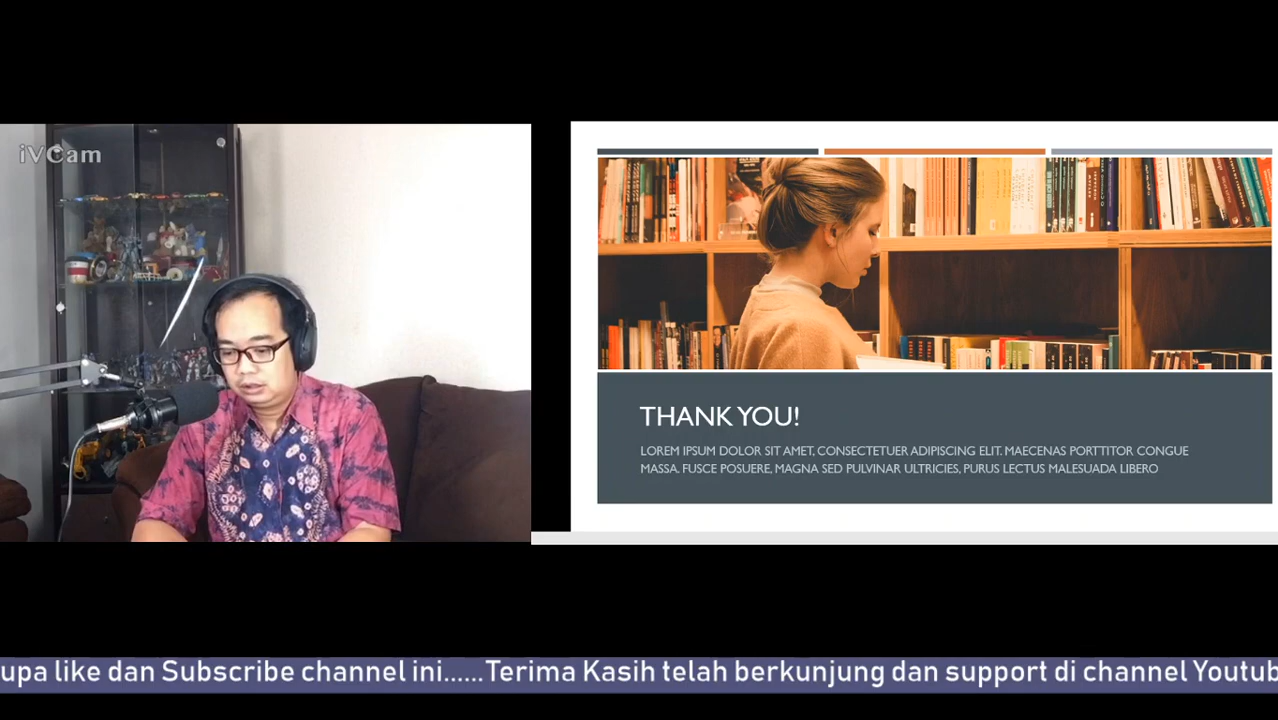 iVCam
THANK YOU!
LOREM IPSUM DOLOR SIT AMET, CONSECTETUER ADIPISCING ELIT. MAECENAS PORTTITOR CONGUE
MASSA. FUSCE POSUERE, MAGNA SED PULVINAR ULTRICIES, PURUS LECTUS MALESUADA LIBERO
upa like dan Subscribe channel ini......Terima Kasih telah berkunjung dan support di channel Youtub